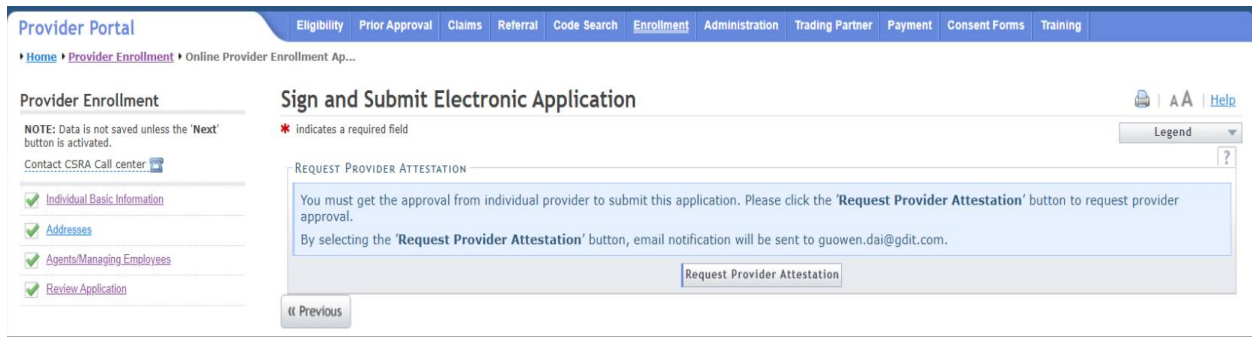 Provider Portal
Eligibility Prior Approval Claims Referral Code Search Enrollment Administration Trading Partner Payment Consent Forms Training
Home Provider Enrollment Online Provider Enrollment Ap...
Provider Enrollment
NOTE: Data is not saved unless the 'Next'
button is activated.
Contact CSRA Call center
Individual Basic Information
Addresses
Agents/Managing Employees
Review Application
Sign and Submit Electronic Application
A A Help
* indicates a required field
Legend
?
REQUEST PROVIDER ATTESTATION
You must get the approval from individual provider to submit this application. Please click the 'Request Provider Attestation' button to request provider
approval.
By selecting the 'Request Provider Attestation' button, email notification will be sent to guowen.dai@gdit.com.
Request Provider Attestation
« Previous